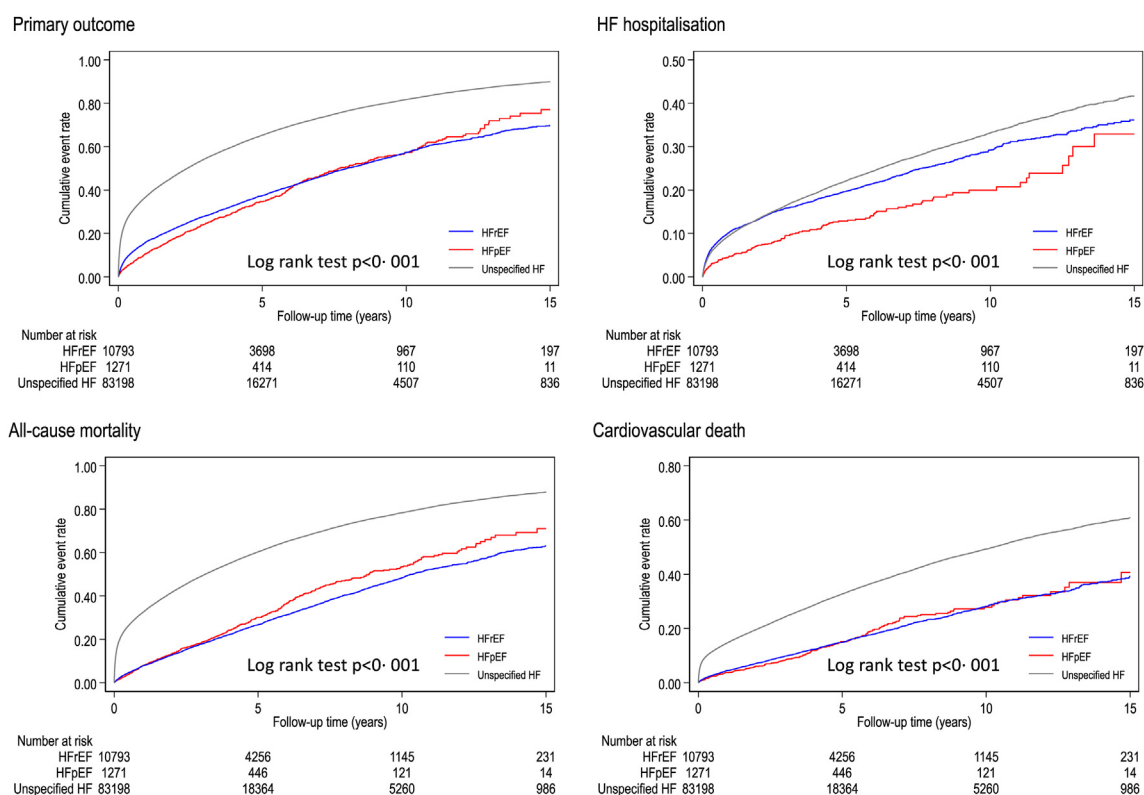 Primary outcome
1.00
0.80
0.60
0.40
0.20
0.00
Cumulative event rate
HFrEF
HFpEF
Unspecified HF
Log rank test p<0· 001
0 5 10 15
Follow-up time (years)
Number at risk
HFrEF 10793 3698 967 197
HFpEF 1271 414 110 11
Unspecified HF 83198 16271 4507 836
HF hospitalisation
0.50
0.40
0.30
0.20
0.10
0.00
Cumulative event rate
HFrEF
HFpEF
Unspecified HF
Log rank test p<0· 001
0 5 10 15
Follow-up time (years)
Number at risk
HFrEF 10793 3698 967 197
HFpEF 1271 414 110 11
Unspecified HF 83198 16271 4507 836
All-cause mortality
1.00
0.80
0.60
0.40
0.20
0.00
Cumulative event rate
HFrEF
HFpEF
Unspecified HF
Log rank test p<0· 001
0 5 10 15
Follow-up time (years)
Number at risk
HFrEF 10793 4256 1145 231
HFpEF 1271 446 121 14
Unspecified HF 83198 18364 5260 986
Cardiovascular death
0.80
0.60
0.40
0.20
0.00
Cumulative event rate
HFrEF
HFpEF
Unspecified HF
Log rank test p<0· 001
0 5 10 15
Follow-up time (years)
Number at risk
HFrEF 10793 4256 1145 231
HFpEF 1271 446 121 14
Unspecified HF 83198 18364 5260 986